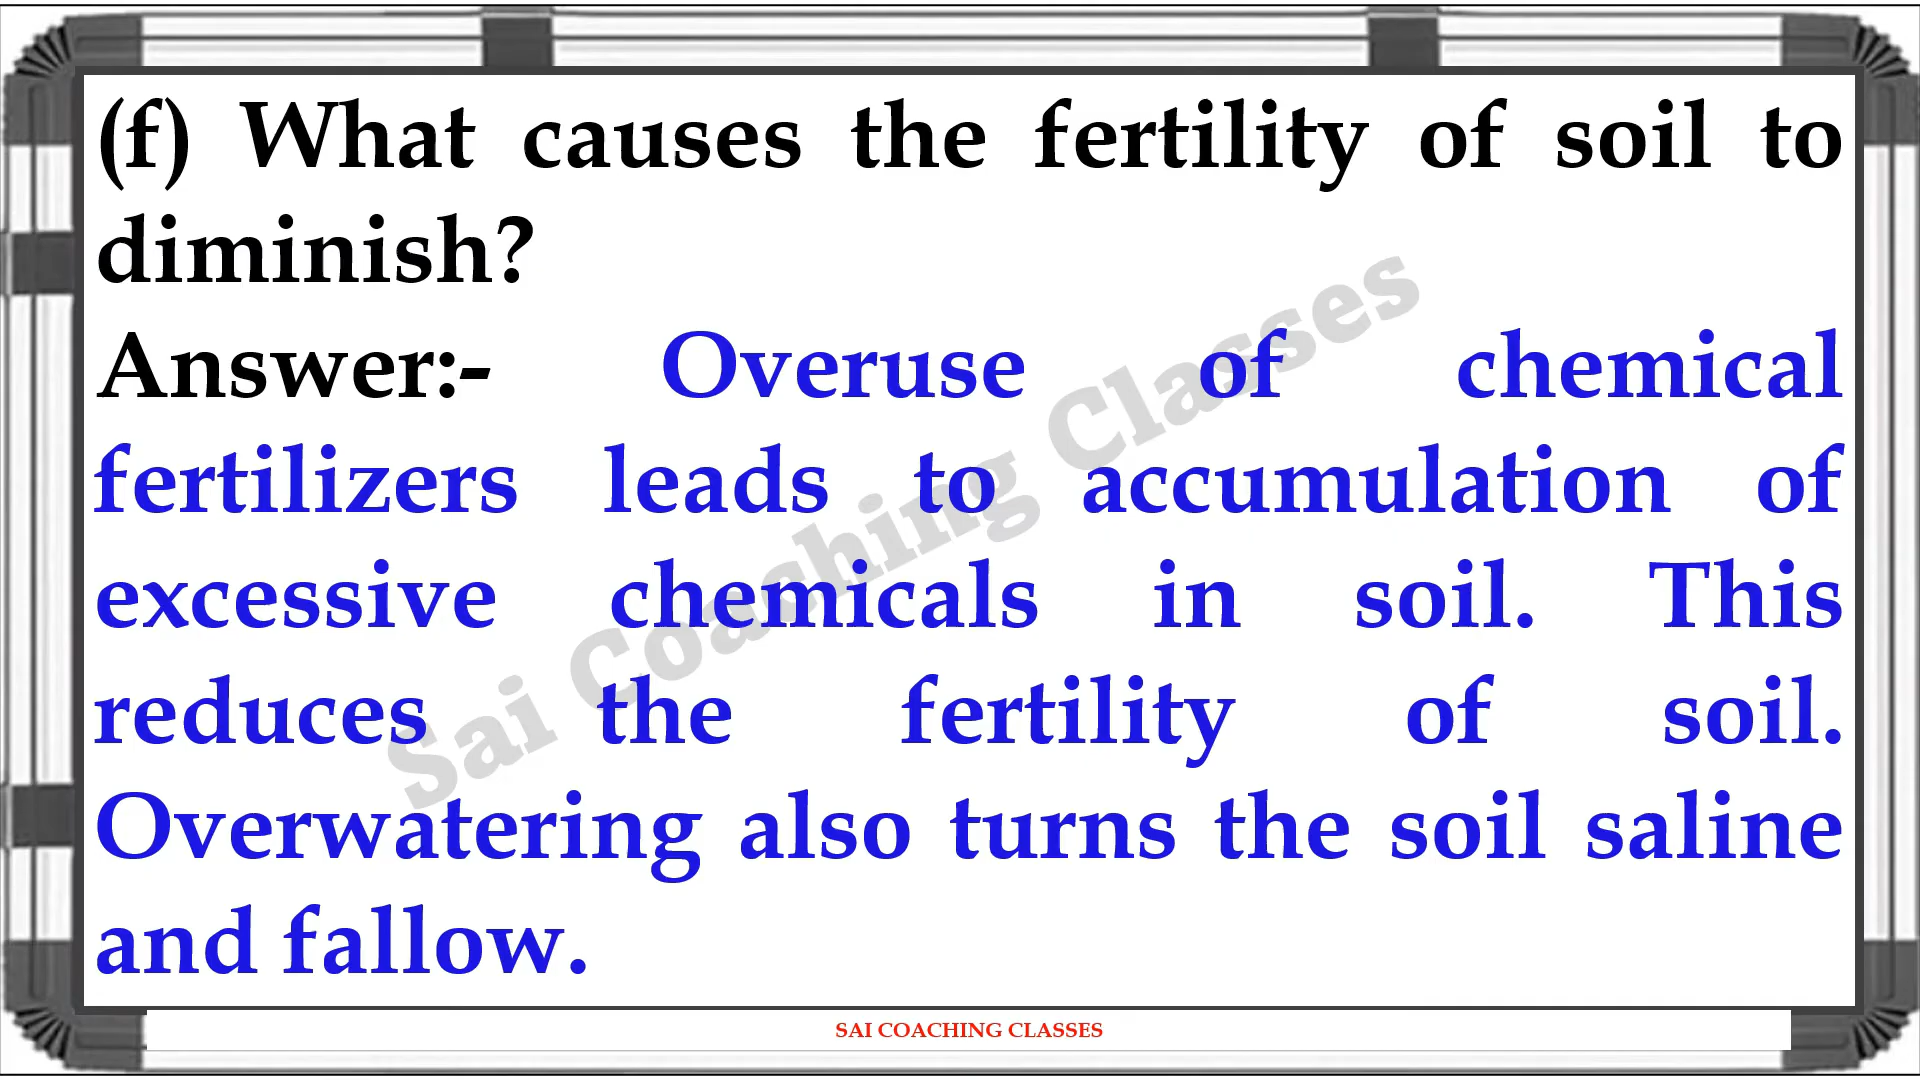 (f) What causes the fertility of soil to
diminish?
Answer:- Overuse of chemical
fertilizers leads to accumulation of
excessive chemicals in soil. This
reduces the fertility of soil.
Overwatering also turns the soil saline
and fallow.
Sai Coaching Classes
SAI COACHING CLASSES